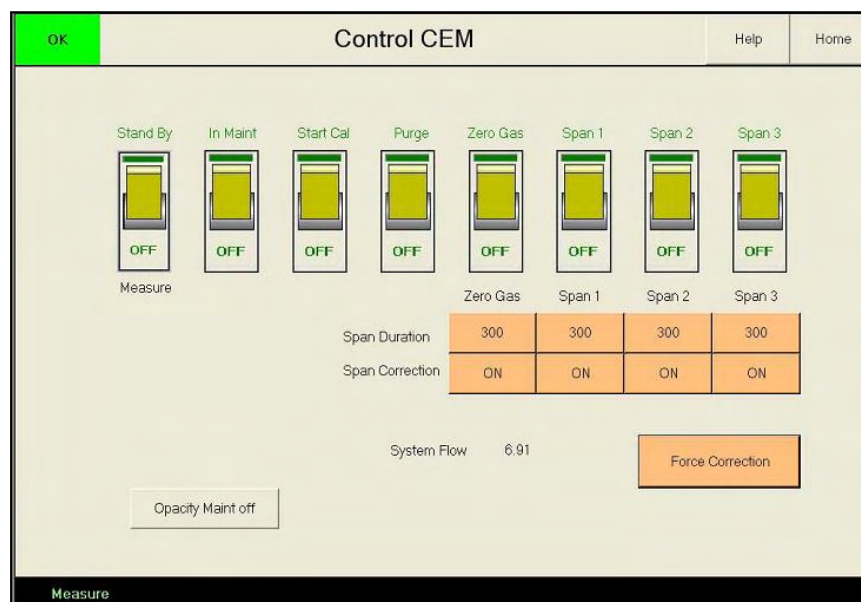 OK Control CEM Help Home
Stand By In Maint Start Cal Purge Zero Gas Span 1 Span 2 Span 3
OFF OFF OFF OFF OFF OFF OFF OFF
Measure
Zero Gas Span 1 Span 2 Span 3
Span Duration 300 300 300 300
Span Correction ON ON ON ON
System Flow 6.91 Force Correction
Opacity Maint off
Measure